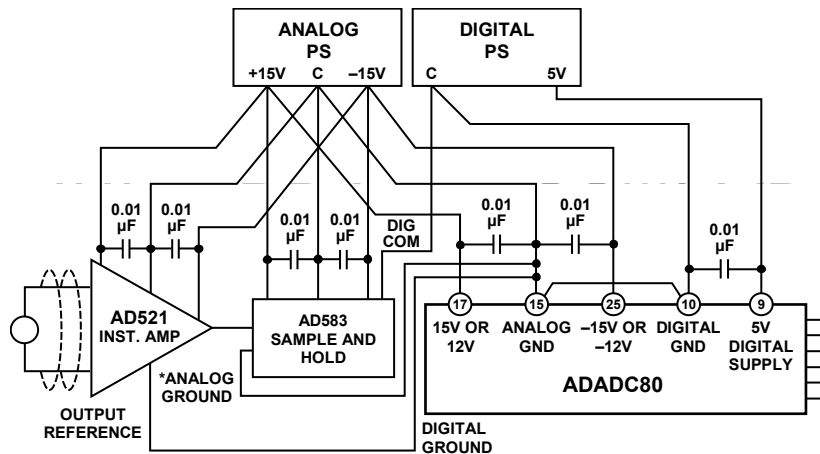 ANALOG
PS
+15V C –15V
DIGITAL
PS
C 5V
0.01
µF
0.01
µF
0.01
µF
0.01
µF
DIG
COM
0.01
µF
0.01
µF
0.01
µF
AD521
INST. AMP
AD583
SAMPLE AND
HOLD
*ANALOG
GROUND
OUTPUT
REFERENCE
DIGITAL
GROUND
17
15
25
10
9
15V OR
12V
ANALOG
GND
–15V OR
–12V
DIGITAL
GND
5V
DIGITAL
SUPPLY
ADADC80